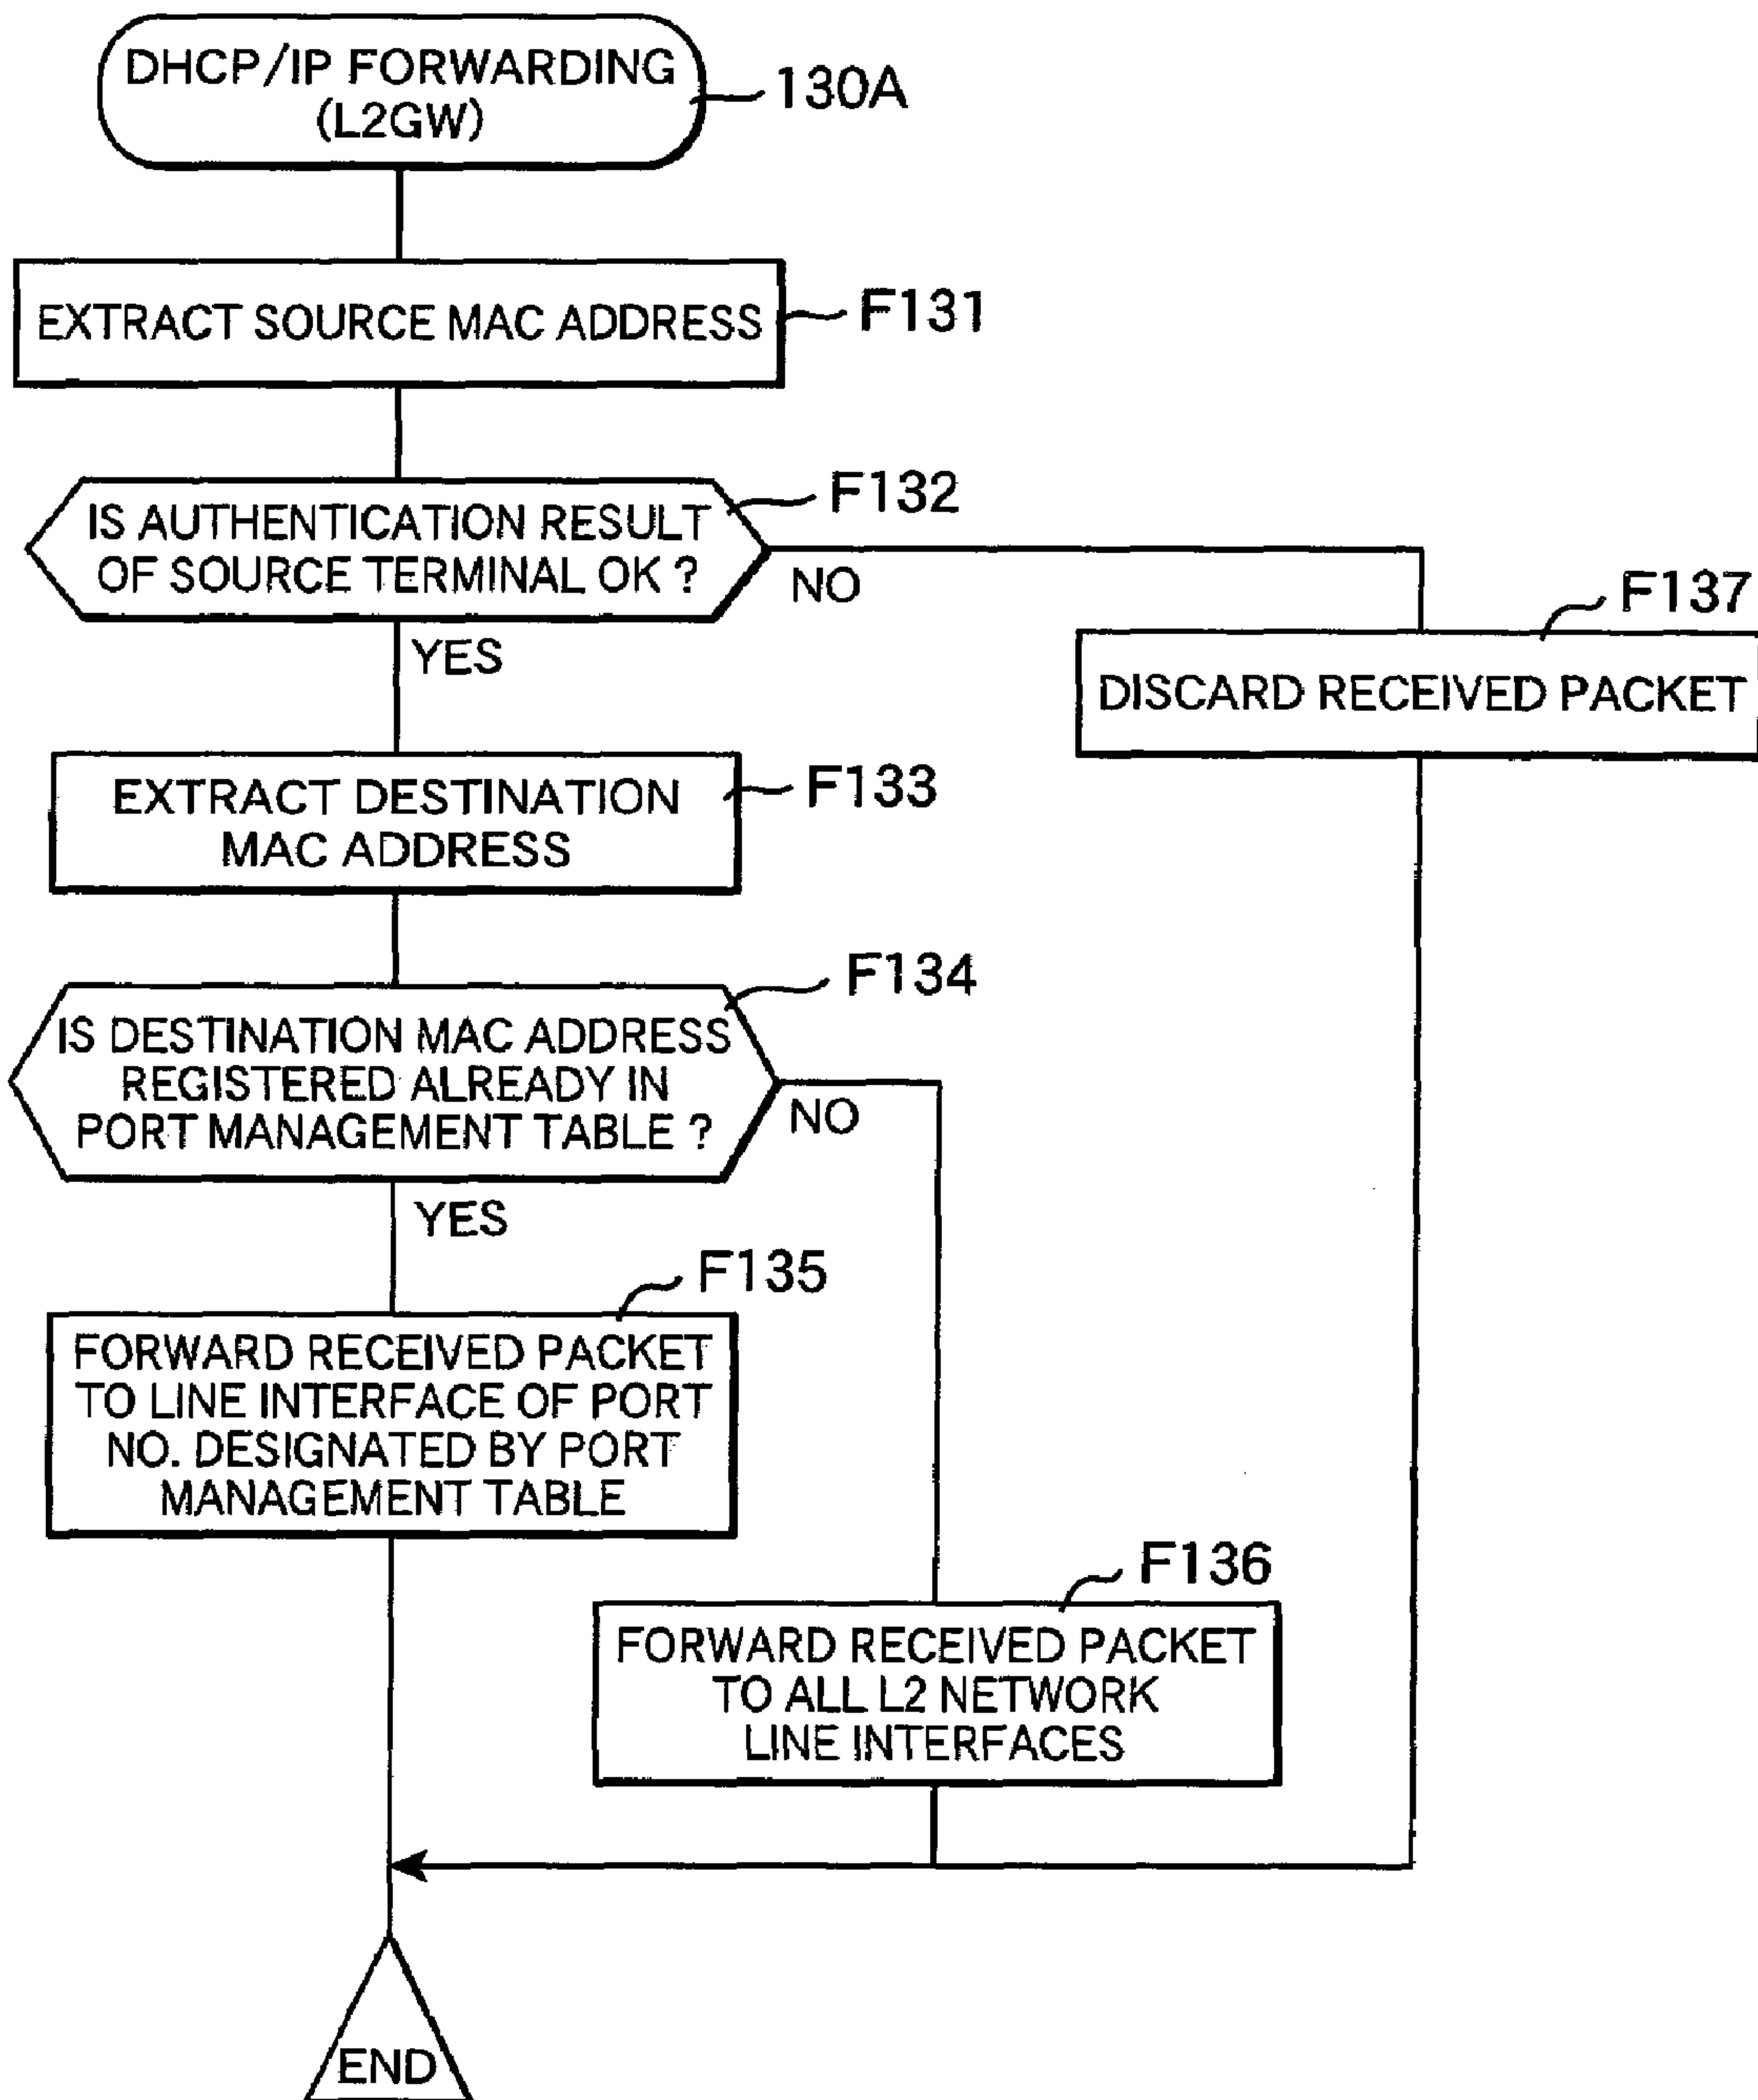 DHCP/IP FORWARDING
(L2GW)
130A
EXTRACT SOURCE MAC ADDRESS
F131
IS AUTHENTICATION RESULT
OF SOURCE TERMINAL OK ?
F132
NO
YES
F137
DISCARD RECEIVED PACKET
EXTRACT DESTINATION
MAC ADDRESS
F133
F134
IS DESTINATION MAC ADDRESS
REGISTERED ALREADY IN
PORT MANAGEMENT TABLE ?
NO
YES
F135
FORWARD RECEIVED PACKET
TO LINE INTERFACE OF PORT
NO. DESIGNATED BY PORT
MANAGEMENT TABLE
F136
FORWARD RECEIVED PACKET
TO ALL L2 NETWORK
LINE INTERFACES
END